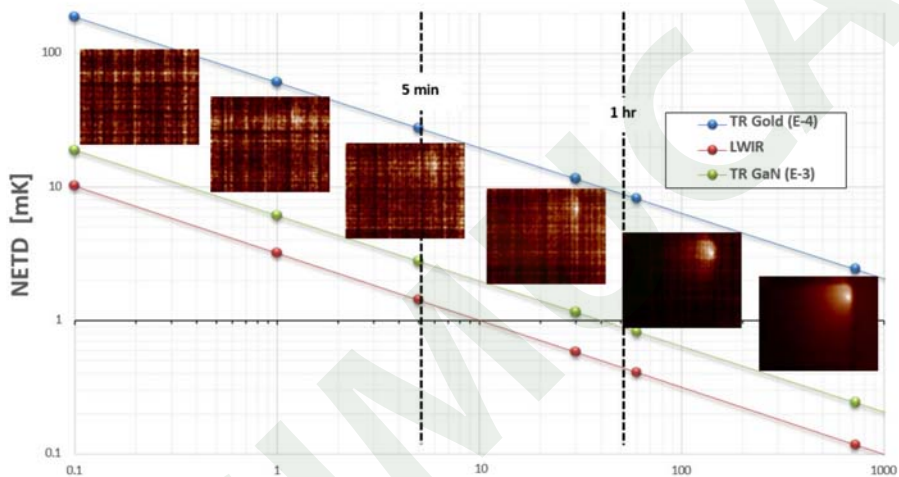 100
10
1
0.1
NETD [mK]
5 min
1 hr
TR Gold (E-4)
LWIR
TR GaN (E-3)
0.1
1
10
100
1000